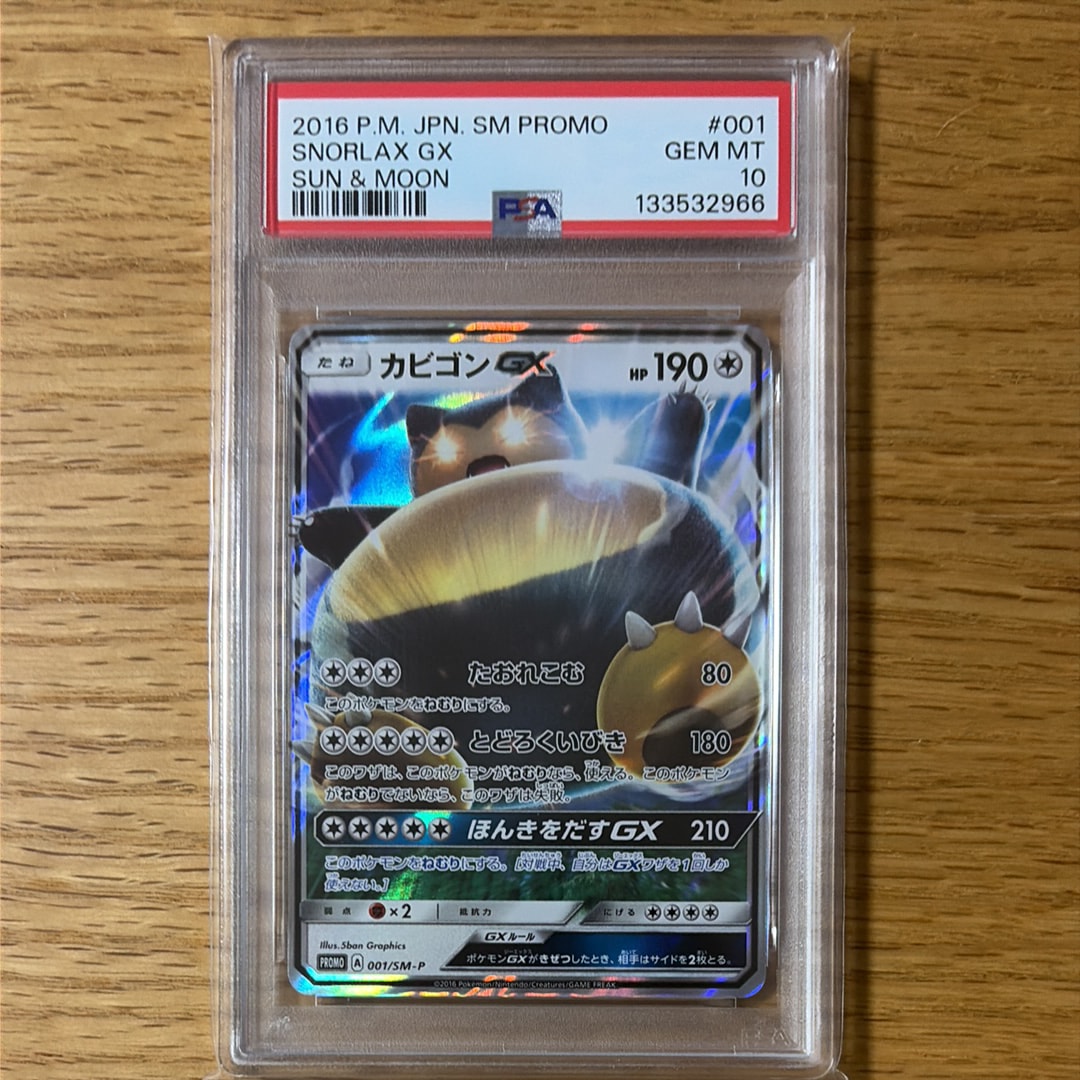 2016 P.M. JPN. SM PROMO #001
SNORLAX GX GEM MT
SUN & MOON 10
PSA 133532966
たね カビゴンGX HP 190
たおれこむ 80
このポケモンをねむりにする。
とどろくいびき 180
このワザは、このポケモンがねむりなら、使える。このポケモン
がねむりでないなら、このワザは失敗。
ほんきをだすGX 210
このポケモンをねむりにする。[対戦中、自分はGXワザを1回しか
使えない。]
弱点 ×2 抵抗力 にげる
GXルール
Illus. 5ban Graphics
ポケモンGXがきぜつしたとき、相手はサイドを2枚とる。
PROMO A 001/SM-P
©2016 Pokémon/Nintendo/Creatures/GAME FREAK